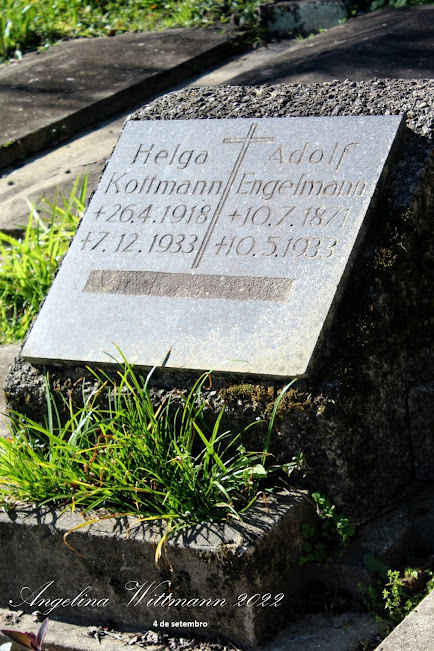 Helga
Kottmann
+26.4.1918
+7.12.1933
Adolf
Engelmann
+10.7.1871
+10.5.1933
Angelina Wittmann 2022
4 de setembro